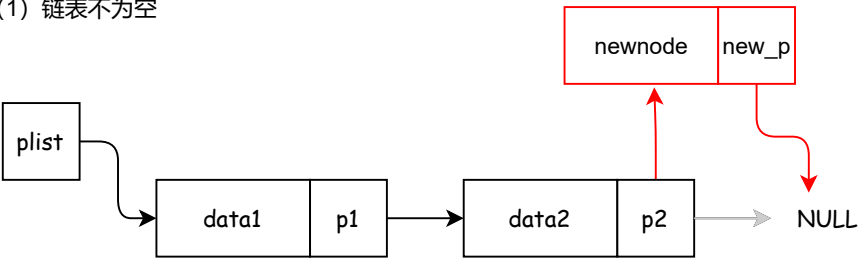 (1) 链表不为空
newnode new_p
plist
data1 p1 data2 p2 NULL